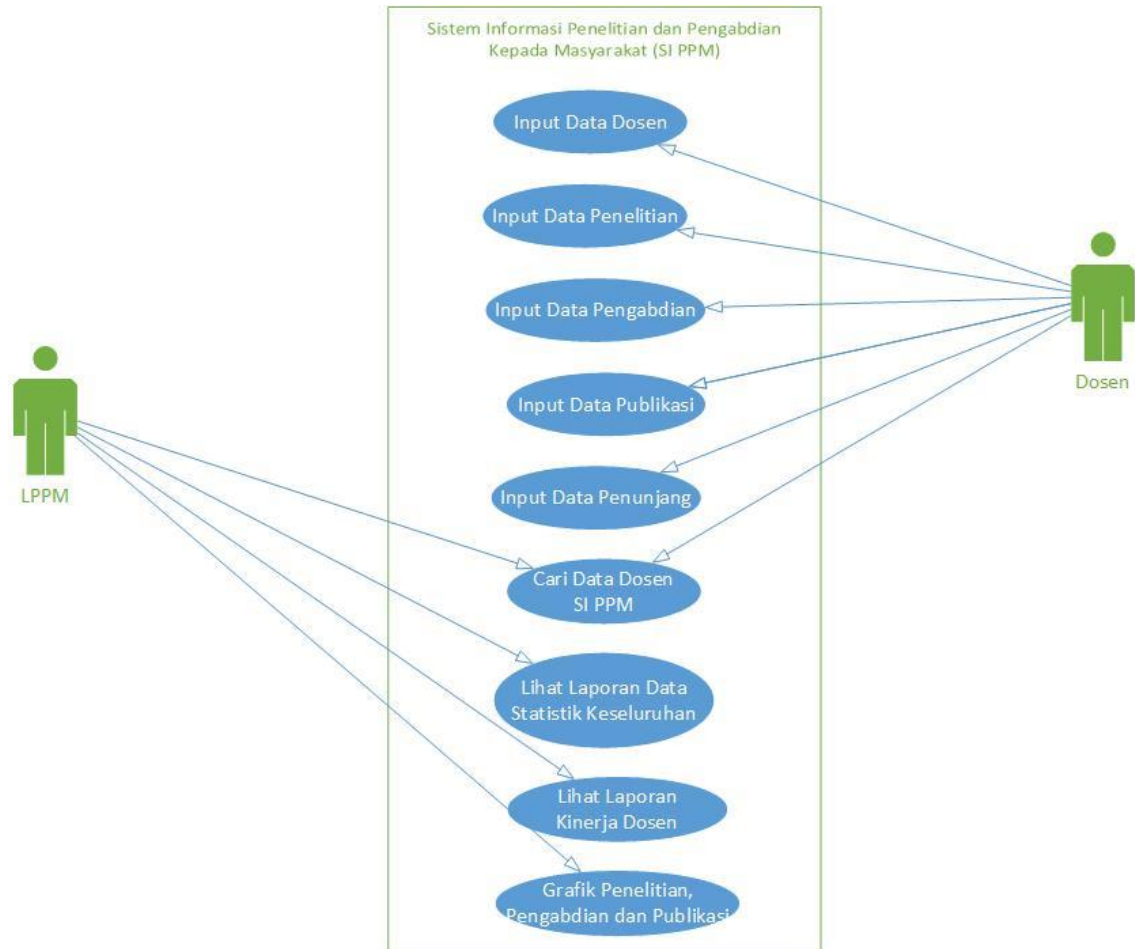 Sistem Informasi Penelitian dan Pengabdian
Kepada Masyarakat (SI PPM)
Input Data Dosen
Input Data Penelitian
Input Data Pengabdian
Dosen
Input Data Publikasi
LPPM
Input Data Penunjang
Cari Data Dosen
SI PPM
Lihat Laporan Data
Statistik Keseluruhan
Lihat Laporan
Kinerja Dosen
Grafik Penelitian,
Pengabdian dan Publikasi